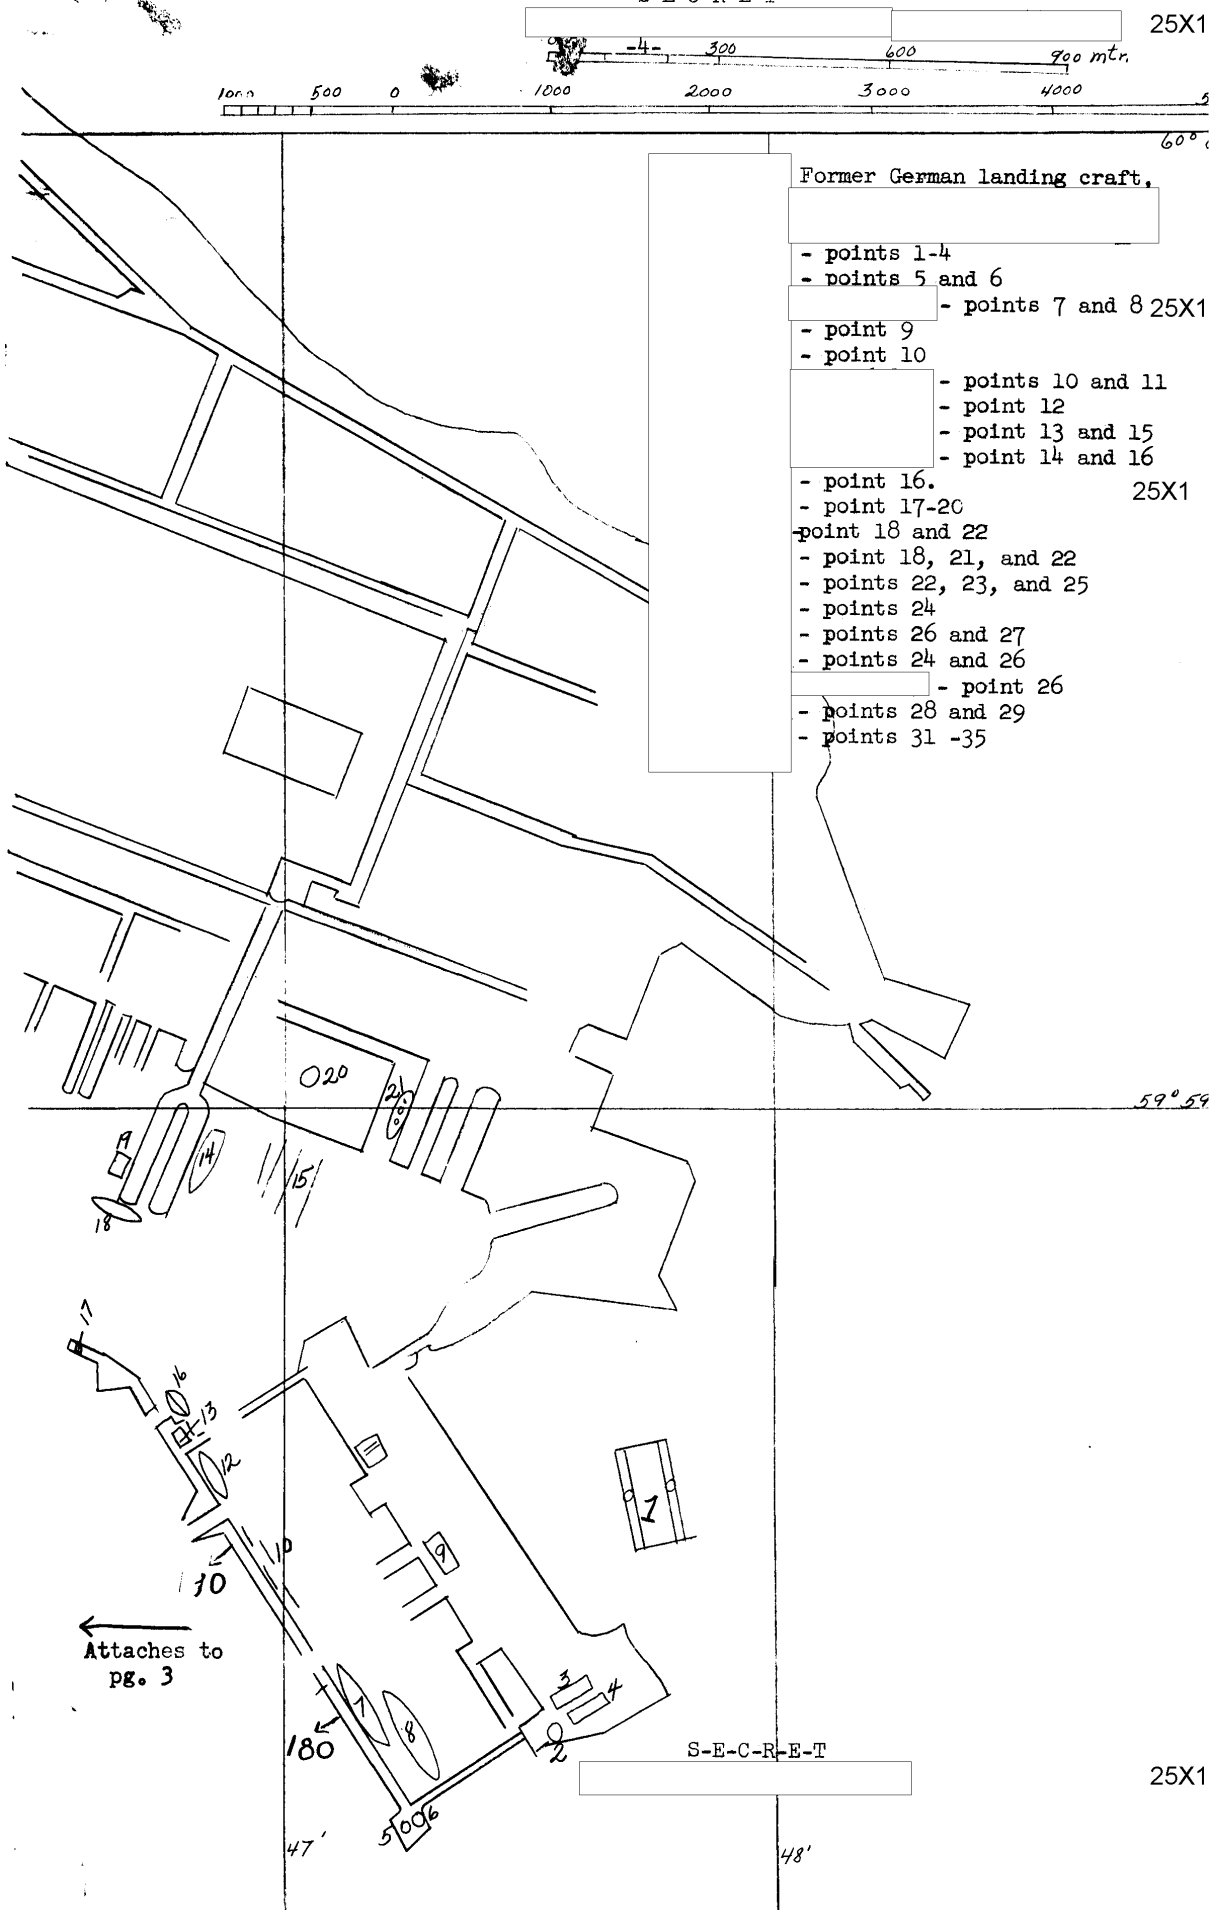 S-E-C-R-E-T
25X1
-4-
300 600 900 mtr.
1000 500 0 1000 2000 3000 4000 5
60°
Former German landing craft,
- points 1-4
- points 5 and 6
- points 7 and 8 25X1
- point 9
- point 10
- points 10 and 11
- point 12
- point 13 and 15
- point 14 and 16
- point 16.
25X1
- point 17-20
-point 18 and 22
- point 18, 21, and 22
- points 22, 23, and 25
- points 24
- points 26 and 27
- points 24 and 26
- point 26
- points 28 and 29
- points 31 -35
20
21
59° 59
19
14
15
18
17
16
13
12
11
1
10
9
30
Attaches to
pg. 3
3
4
7
8
2
180
S-E-C-R-E-T
25X1
5
6
47'
48'